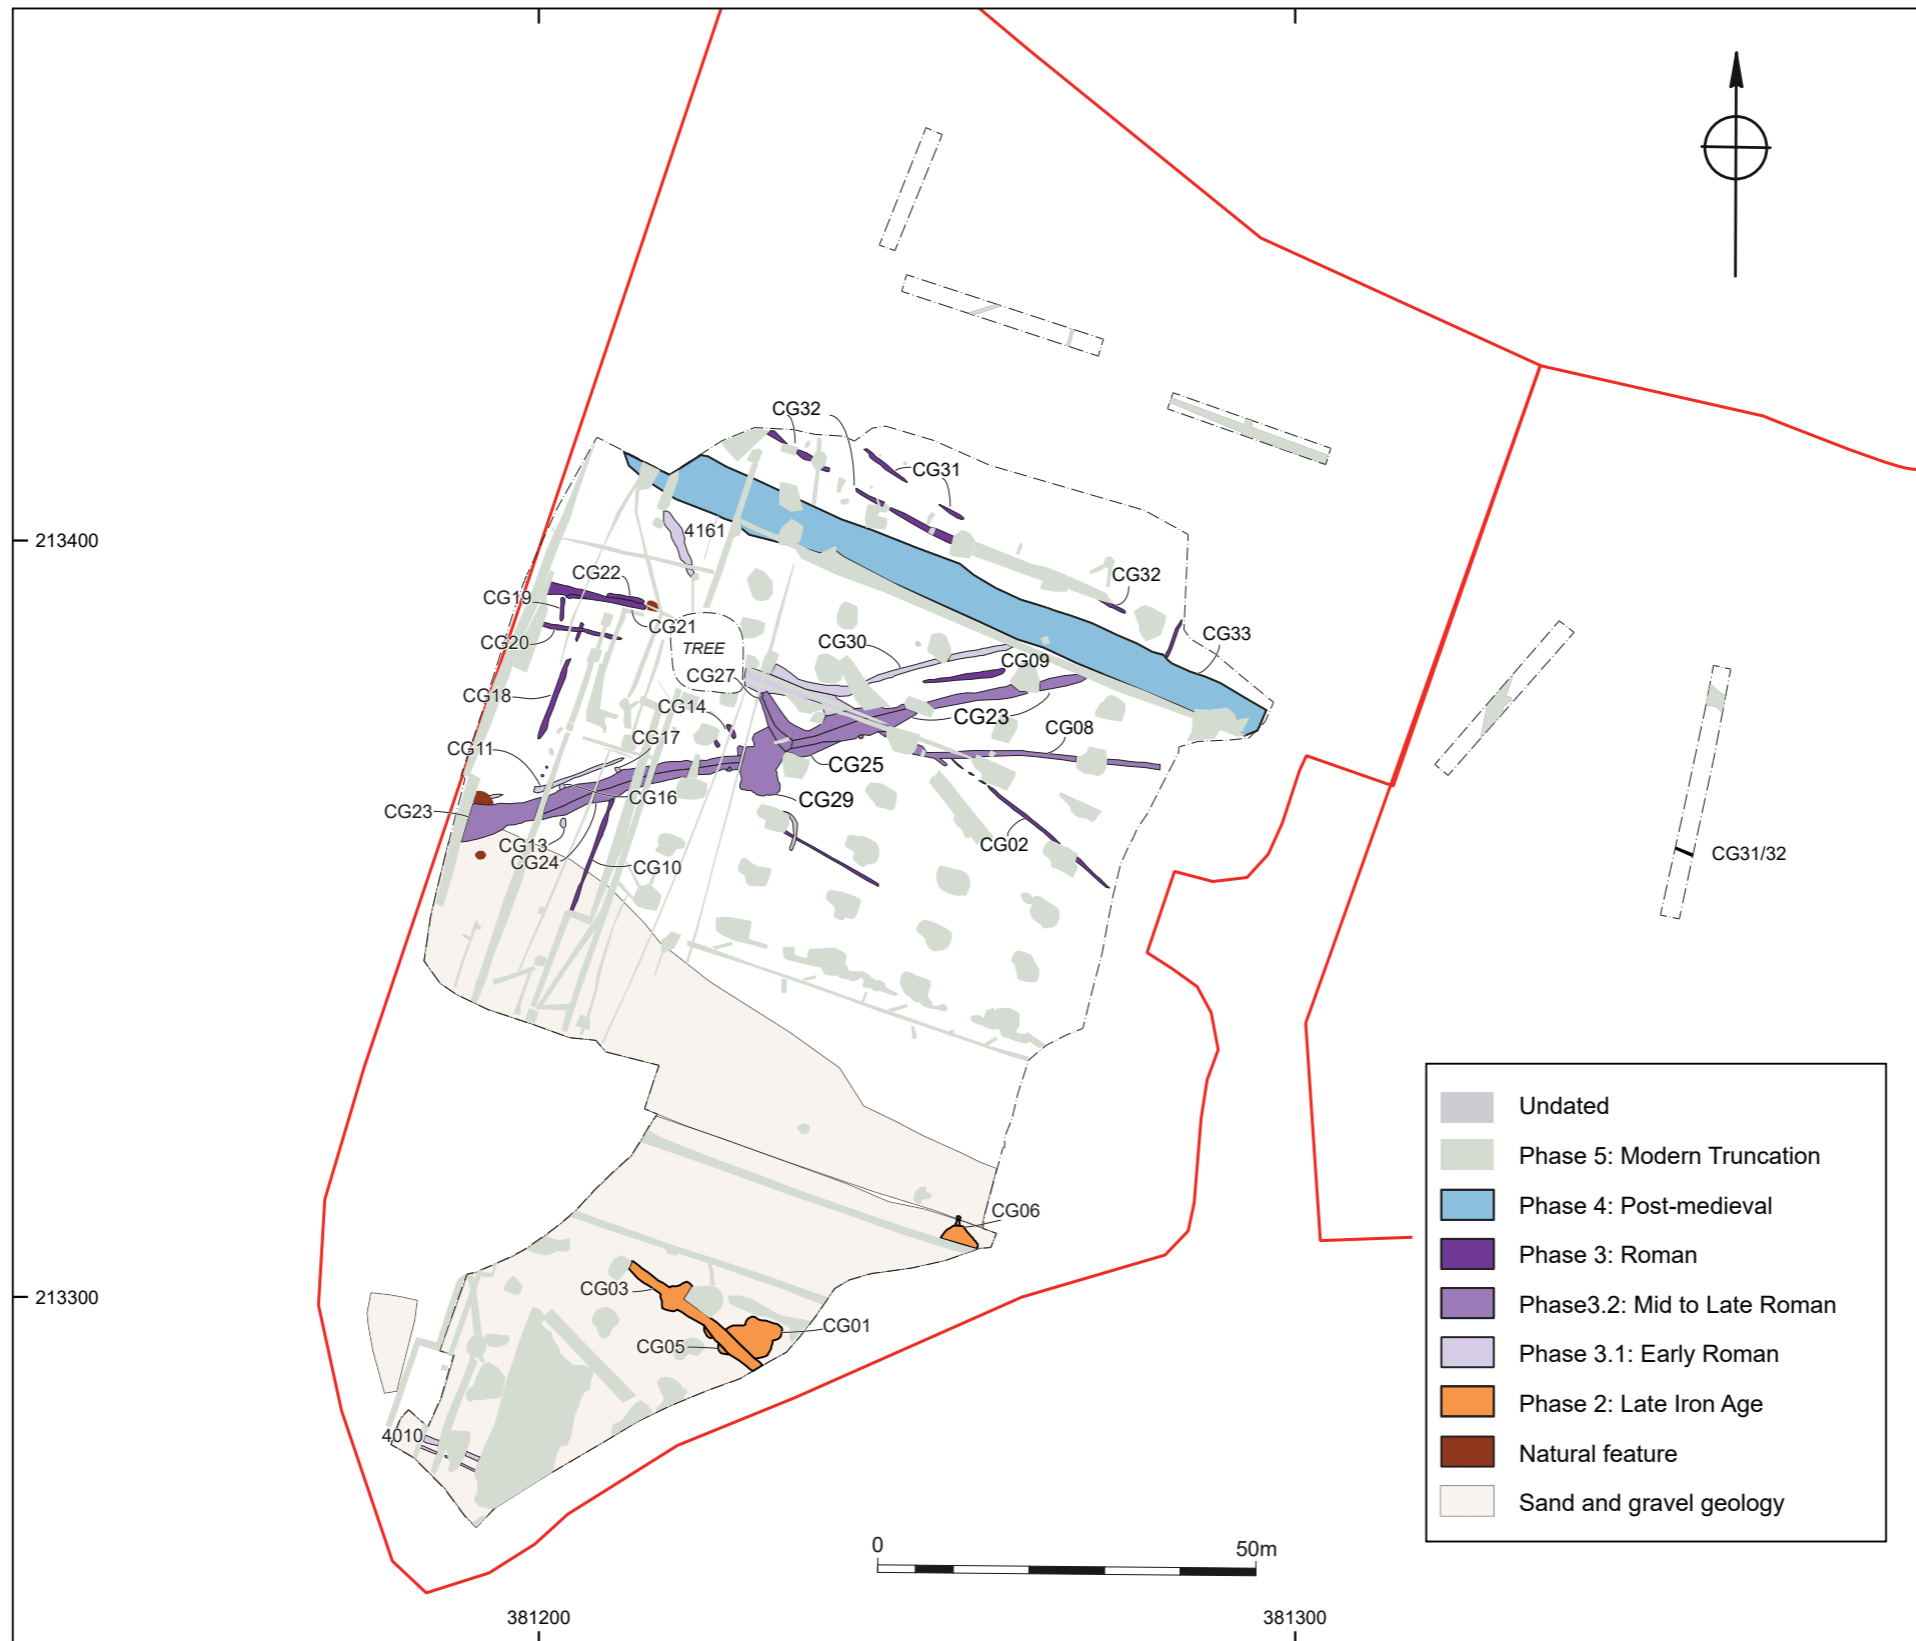 CG32
CG31
213400
4161
CG22
CG19
CG32
CG21
CG20
TREE
CG30
CG33
CG09
CG27
CG18
CG14
CG23
CG08
CG17
CG11
CG25
CG16
CG29
CG23
CG13
CG02
CG31/32
CG24
CG10
Undated
Phase 5: Modern Truncation
Phase 4: Post-medieval
CG06
Phase 3: Roman
CG03
213300
Phase3.2: Mid to Late Roman
CG01
CG05
Phase 3.1: Early Roman
Phase 2: Late Iron Age
4010
Natural feature
Sand and gravel geology
0 50m
381200 381300